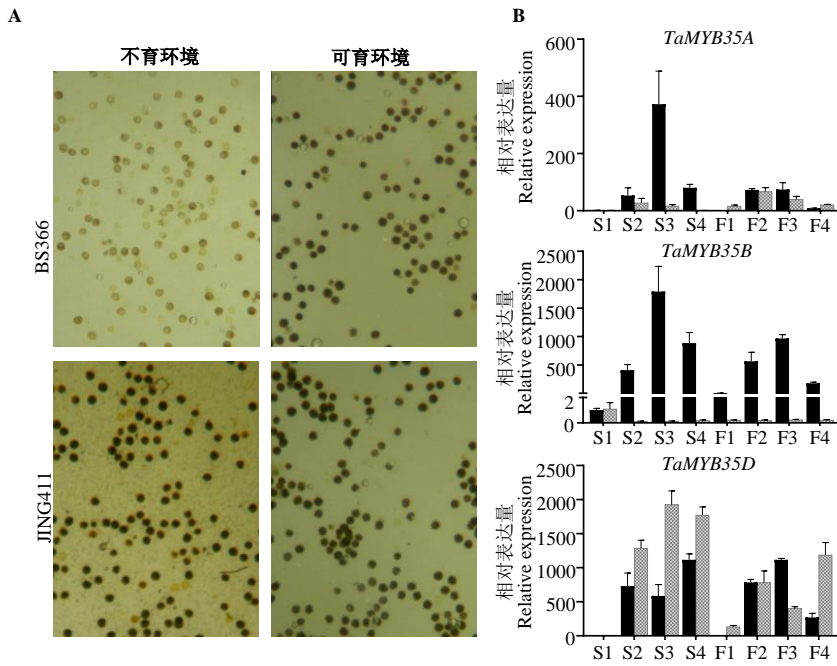 A
不育环境
可育环境
BS366
JING411
B
TaMYB35A
相对表达量
Relative expression
600
400
200
0
S1 S2 S3 S4 F1 F2 F3 F4
TaMYB35B
相对表达量
Relative expression
2500
2000
1500
1000
500
2
0
S1 S2 S3 S4 F1 F2 F3 F4
TaMYB35D
相对表达量
Relative expression
2500
2000
1500
1000
500
0
S1 S2 S3 S4 F1 F2 F3 F4